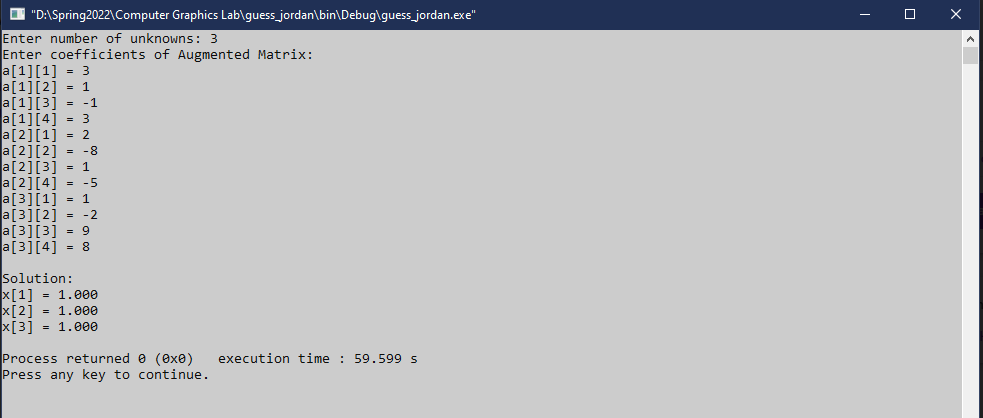 "D:\Spring2022\Computer Graphics Lab\guess_jordan\bin\Debug\guess_jordan.exe"
Enter number of unknowns: 3
Enter coefficients of Augmented Matrix:
a[1][1] = 3
a[1][2] = 1
a[1][3] = -1
a[1][4] = 3
a[2][1] = 2
a[2][2] = -8
a[2][3] = 1
a[2][4] = -5
a[3][1] = 1
a[3][2] = -2
a[3][3] = 9
a[3][4] = 8
Solution:
x[1] = 1.000
x[2] = 1.000
x[3] = 1.000
Process returned 0 (0x0)   execution time : 59.599 s
Press any key to continue.